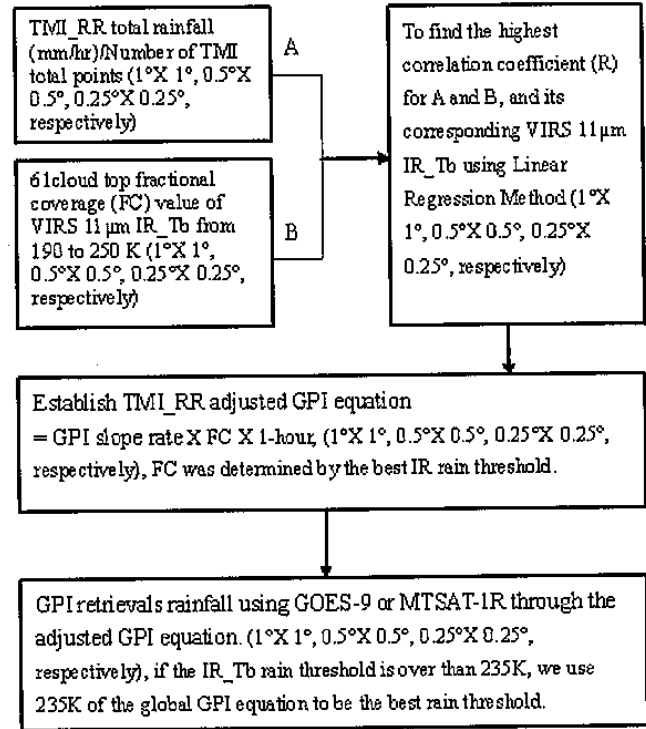 TMI_RR total rainfall
(mm/hr)/Number of TMI
total points (1°X 1°, 0.5°X
0.5°, 0.25°X 0.25°,
respectively)
A
61cloud top fractional
coverage (FC) value of
VIRS 11 μm IR_Tb from
190 to 250 K (1°X 1°,
0.5°X 0.5°, 0.25°X 0.25°,
respectively)
B
To find the highest
correlation coefficient (R)
for A and B, and its
corresponding VIRS 11μm
IR_Tb using Linear
Regression Method (1°X
1°, 0.5°X 0.5°, 0.25°X
0.25°, respectively)
Establish TMI_RR adjusted GPI equation
= GPI slope rate X FC X 1-hour, (1°X 1°, 0.5°X 0.5°, 0.25°X 0.25°,
respectively), FC was determined by the best IR rain threshold.
GPI retrievals rainfall using GOES-9 or MTSAT-1R through the
adjusted GPI equation. (1°X 1°, 0.5°X 0.5°, 0.25°X 0.25°,
respectively), if the IR_Tb rain threshold is over than 235K, we use
235K of the global GPI equation to be the best rain threshold.